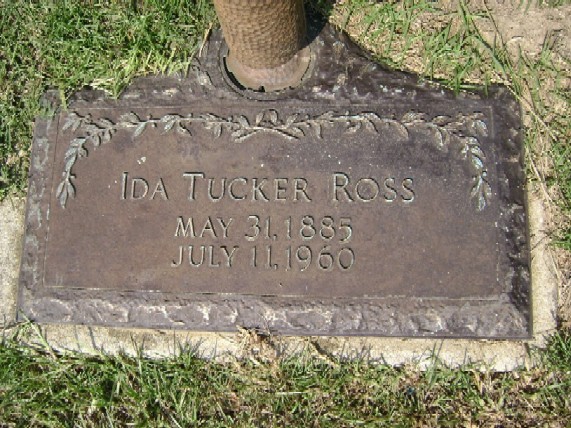 IDA TUCKER ROSS
MAY 31, 1885
JULY 11, 1960